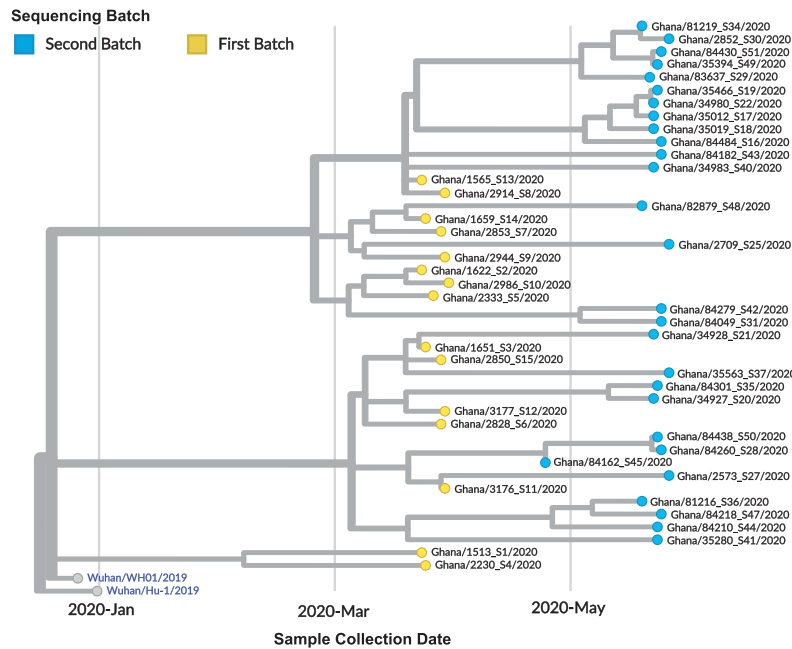 Sequencing Batch
Second Batch
First Batch
Ghana/81219_S34/2020
Ghana/2852_S30/2020
Ghana/84430_S51/2020
Ghana/35394_S49/2020
Ghana/83637_S29/2020
Ghana/35466_S19/2020
Ghana/34980_S22/2020
Ghana/35012_S17/2020
Ghana/35019_S18/2020
Ghana/84484_S16/2020
Ghana/84182_S43/2020
Ghana/34983_S40/2020
Ghana/1565_S13/2020
Ghana/2914_S8/2020
Ghana/82879_S48/2020
Ghana/1659_S14/2020
Ghana/2853_S7/2020
Ghana/2709_S25/2020
Ghana/2944_S9/2020
Ghana/1622_S2/2020
Ghana/2986_S10/2020
Ghana/2333_S5/2020
Ghana/84279_S42/2020
Ghana/84049_S31/2020
Ghana/34928_S21/2020
Ghana/1651_S3/2020
Ghana/2850_S15/2020
Ghana/35563_S37/2020
Ghana/84301_S35/2020
Ghana/34927_S20/2020
Ghana/3177_S12/2020
Ghana/2828_S6/2020
Ghana/84438_S50/2020
Ghana/84260_S28/2020
Ghana/84162_S45/2020
Ghana/2573_S27/2020
Ghana/3176_S11/2020
Ghana/81216_S36/2020
Ghana/84218_S47/2020
Ghana/84210_S44/2020
Ghana/35280_S41/2020
Ghana/1513_S1/2020
Ghana/2230_S4/2020
Wuhan/WH01/2019
Wuhan/Hu-1/2019
2020-Jan
2020-Mar
2020-May
Sample Collection Date